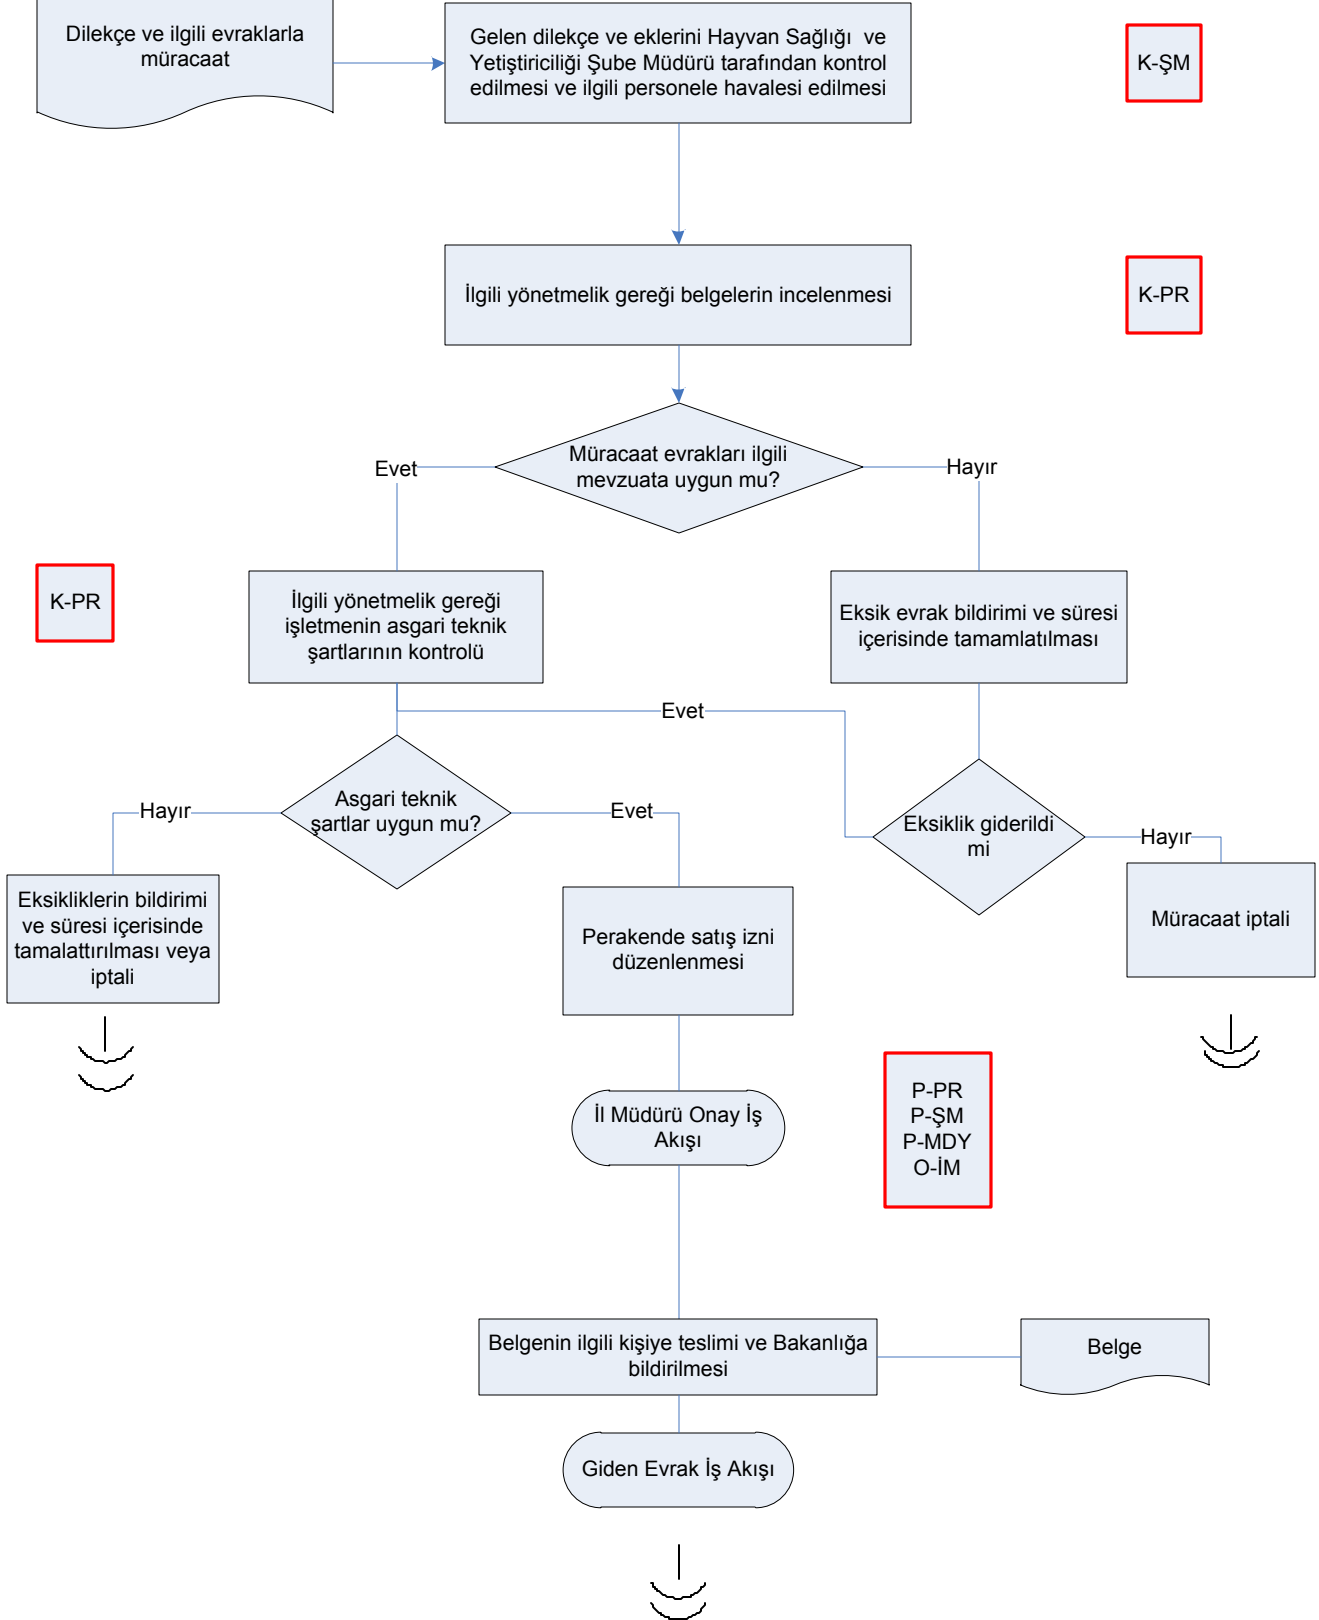 Dilekçe ve ilgili evraklarla
müracaat
Gelen dilekçe ve eklerini Hayvan Sağlığı ve
Yetiştiriciliği Şube Müdürü tarafından kontrol
edilmesi ve ilgili personele havalesi edilmesi
K-ŞM
İlgili yönetmelik gereği belgelerin incelenmesi
K-PR
Müracaat evrakları ilgili
mevzuata uygun mu?
Evet
Hayır
K-PR
İlgili yönetmelik gereği
işletmenin asgari teknik
şartlarının kontrolü
Eksik evrak bildirimi ve süresi
içerisinde tamamlatılması
Evet
Asgari teknik
şartlar uygun mu?
Hayır
Evet
Eksiklik giderildi
mi
Hayır
Eksikliklerin bildirimi
ve süresi içerisinde
tamalattırılması veya
iptali
Perakende satış izni
düzenlenmesi
Müracaat iptali
İl Müdürü Onay İş
Akışı
P-PR
P-ŞM
P-MDY
O-İM
Belgenin ilgili kişiye teslimi ve Bakanlığa
bildirilmesi
Belge
Giden Evrak İş Akışı